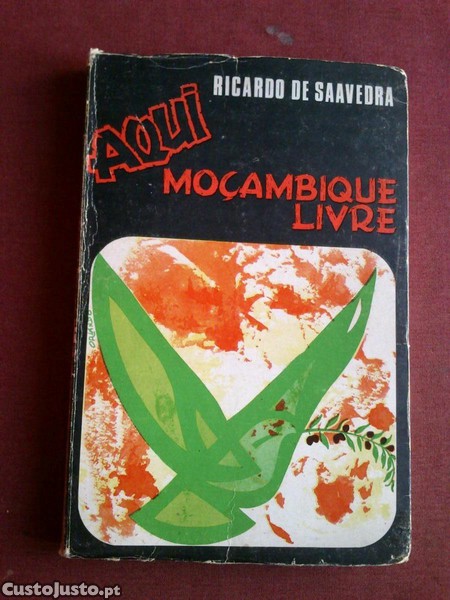 RICARDO DE SAAVEDRA
AQUI
MOÇAMBIQUE
LIVRE
CustoJusto.pt